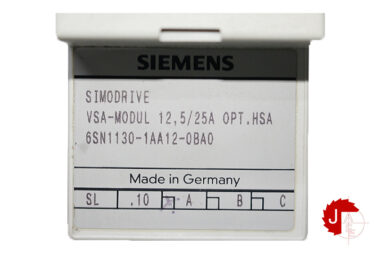 SIEMENS
SIMODRIVE
VSA-MODUL 12,5/25A OPT.HSA
6SN1130-1AA12-0BA0
Made in Germany
SL .10 A B C
J